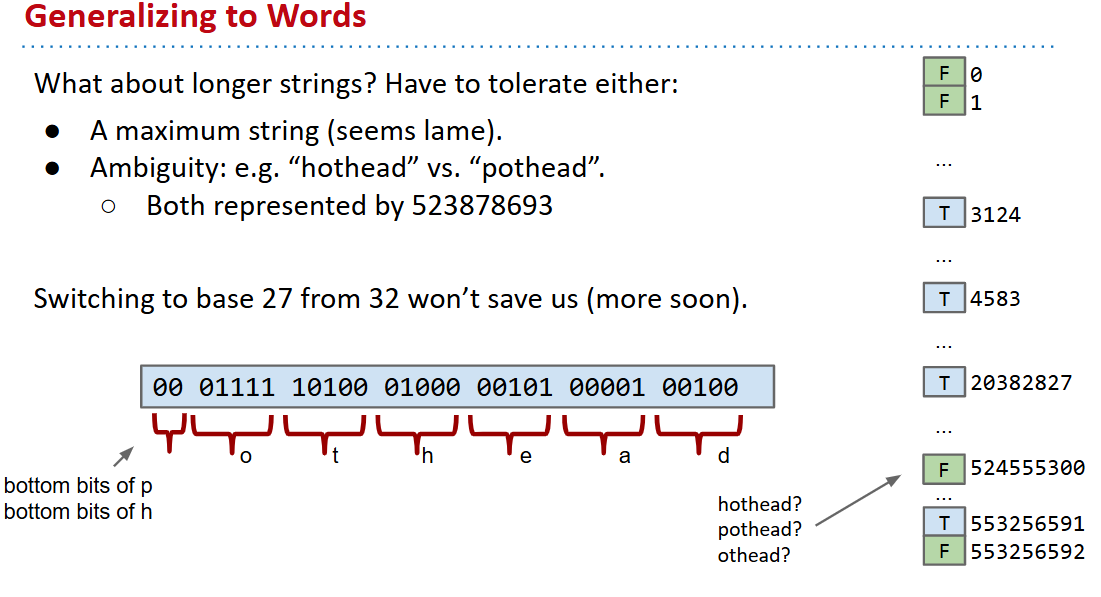 Generalizing to Words
What about longer strings? Have to tolerate either:
● A maximum string (seems lame).
● Ambiguity: e.g. “hothead” vs. “pothead”.
○ Both represented by 523878693
Switching to base 27 from 32 won’t save us (more soon).
00 01111 10100 01000 00101 00001 00100
o t h e a d
bottom bits of p
bottom bits of h
F 0
F 1
...
T 3124
...
T 4583
...
T 20382827
...
F 524555300
...
T 553256591
F 553256592
hothead?
pothead?
othead?